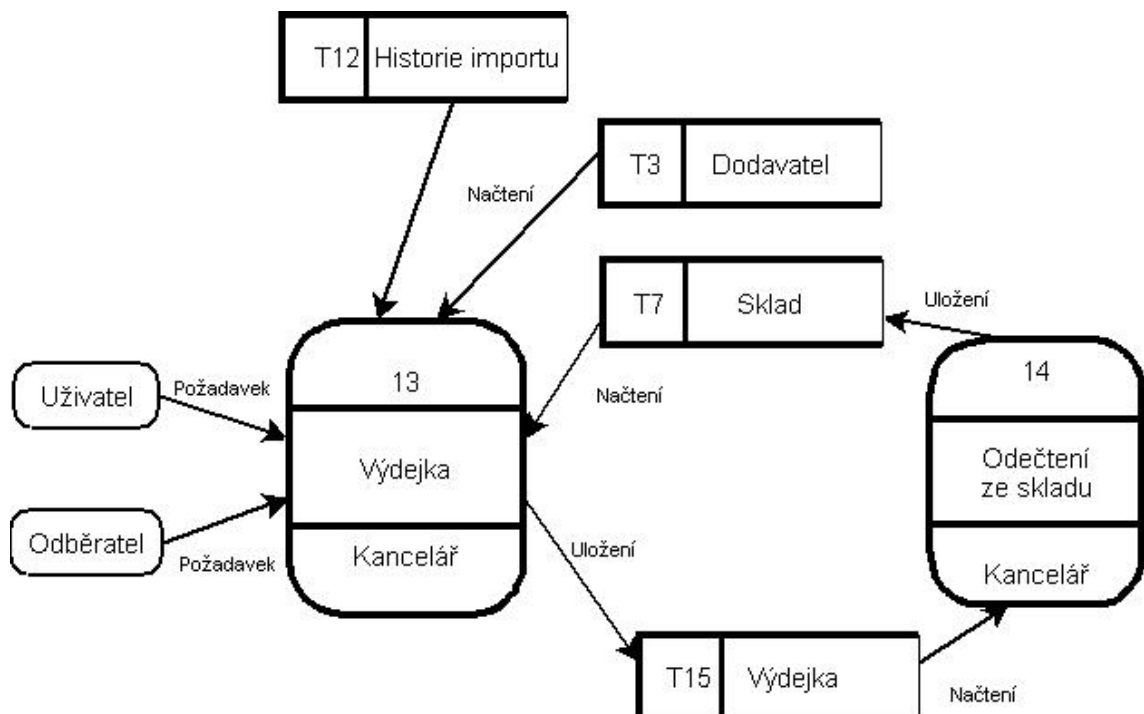 T12 Historie importu
T3 Dodavatel
Načtení
T7 Sklad
Uložení
13
14
Uživatel
Požadavek
Načtení
Výdejka
Odečtení
ze skladu
Odběratel
Požadavek
Kancelář
Uložení
Kancelář
T15 Výdejka
Načtení